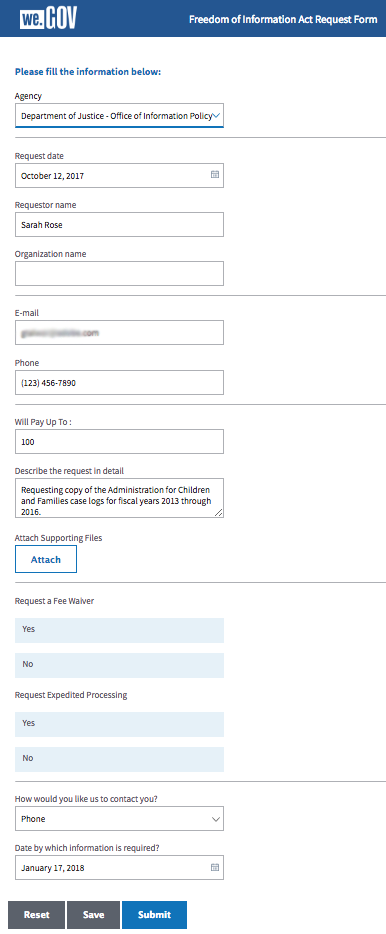 we.GOV
Freedom of Information Act Request Form
Please fill the information below:
Agency
Department of Justice - Office of Information Policy
Request date
October 12, 2017
Requestor name
Sarah Rose
Organization name
E-mail
.com
Phone
(123) 456-7890
Will Pay Up To :
100
Describe the request in detail
Requesting copy of the Administration for Children
and Families case logs for fiscal years 2013 through
2016.
Attach Supporting Files
Attach
Request a Fee Waiver
Yes
No
Request Expedited Processing
Yes
No
How would you like us to contact you?
Phone
Date by which information is required?
January 17, 2018
Reset Save Submit